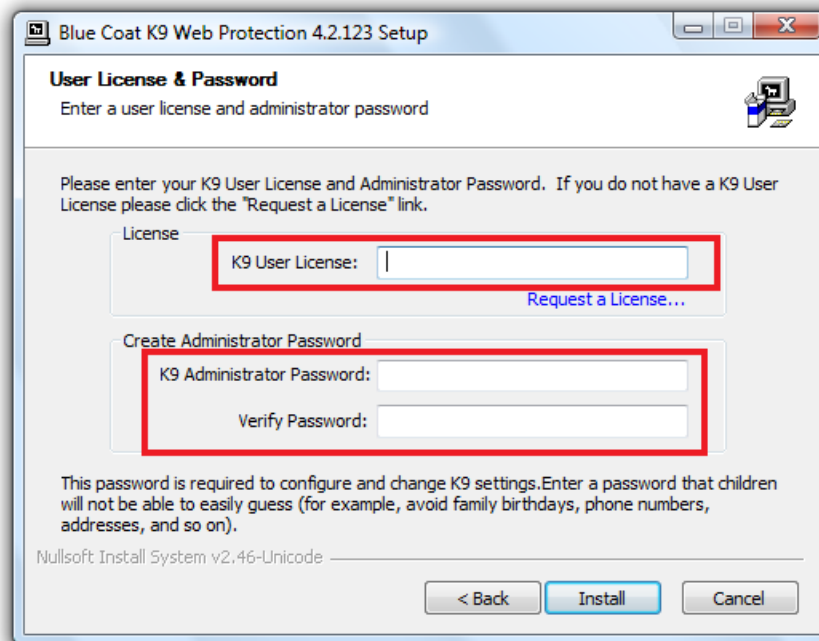 Blue Coat K9 Web Protection 4.2.123 Setup
User License & Password
Enter a user license and administrator password
Please enter your K9 User License and Administrator Password.  If you do not have a K9 User
License please click the "Request a License" link.
License
K9 User License:
Request a License...
Create Administrator Password
K9 Administrator Password:
Verify Password:
This password is required to configure and change K9 settings.Enter a password that children
will not be able to easily guess (for example, avoid family birthdays, phone numbers,
addresses, and so on).
Nullsoft Install System v2.46-Unicode
< Back
Install
Cancel